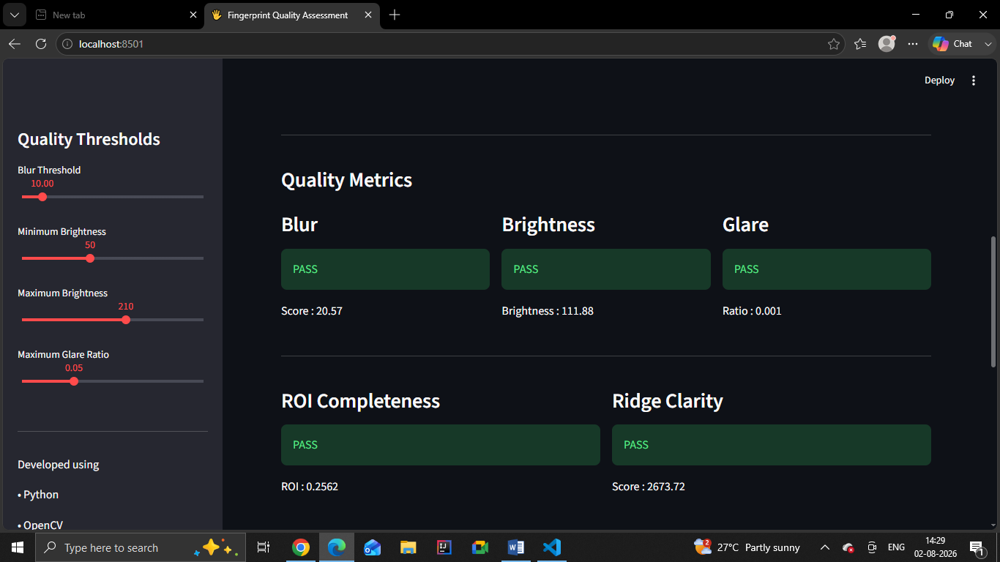 New tab
Fingerprint Quality Assessment
localhost:8501
Chat
Deploy
Quality Thresholds
Blur Threshold
10.00
Minimum Brightness
50
Maximum Brightness
210
Maximum Glare Ratio
0.05
Developed using
• Python
• OpenCV
Quality Metrics
Blur
PASS
Score : 20.57
Brightness
PASS
Brightness : 111.88
Glare
PASS
Ratio : 0.001
ROI Completeness
PASS
ROI : 0.2562
Ridge Clarity
PASS
Score : 2673.72
Type here to search
IJ
W
2
27°C Partly sunny
ENG
14:29
02-08-2026
1